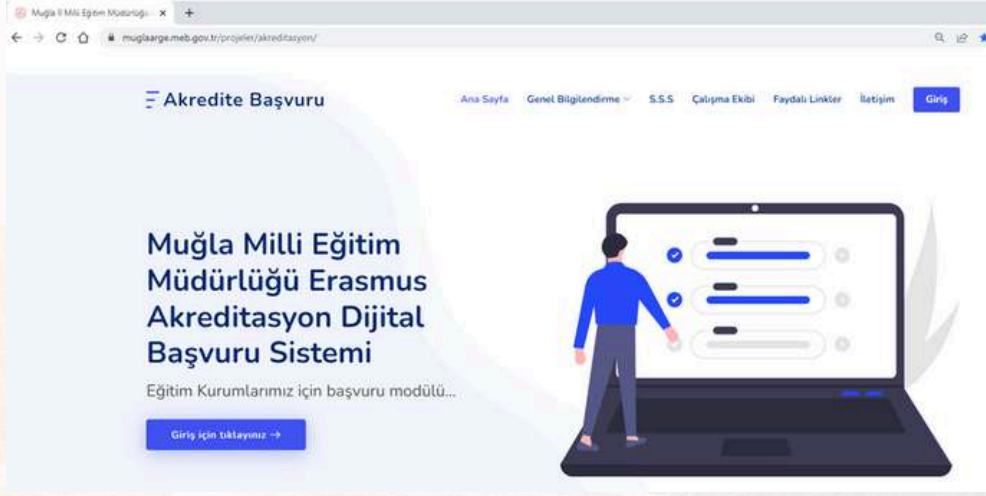 Muğla İl Milli Eğitim Müdürlüğü
muglaarge.meb.gov.tr/projeler/akreditasyon/
Akredite Başvuru
Ana Sayfa Genel Bilgilendirme S.S.S Çalışma Ekibi Faydalı Linkler İletişim Giriş
Muğla Milli Eğitim
Müdürlüğü Erasmus
Akreditasyon Dijital
Başvuru Sistemi
Eğitim Kurumlarımız için başvuru modülü...
Giriş için tıklayınız →